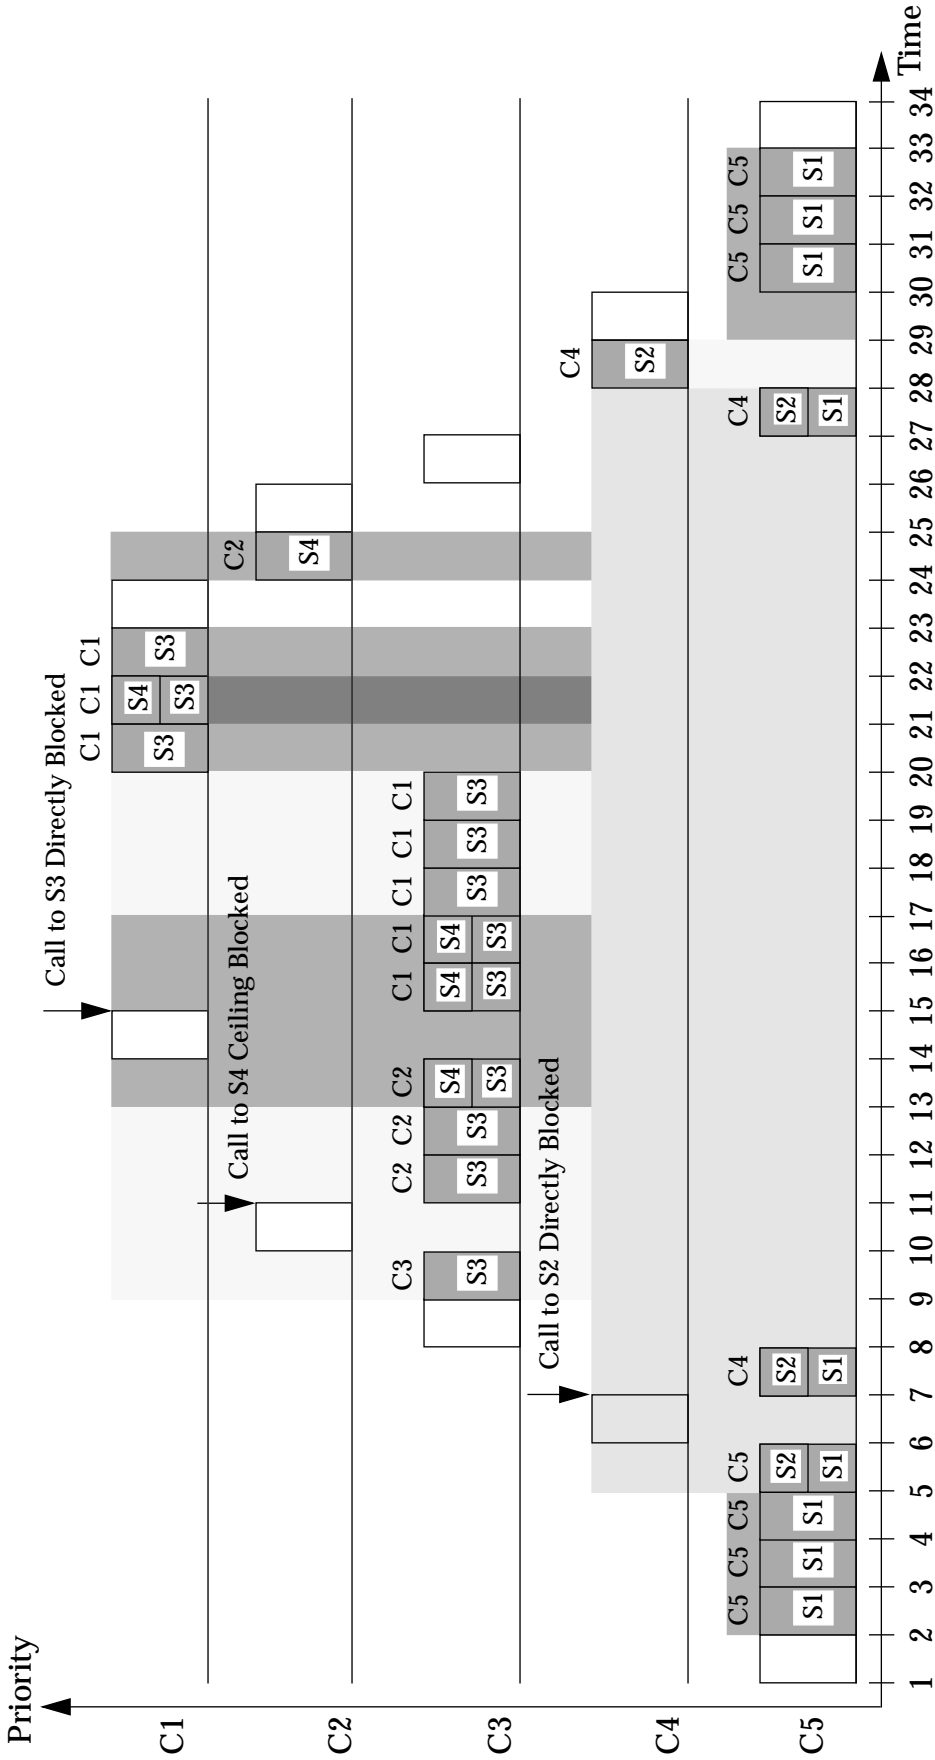 Priority
Call to S3 Directly Blocked
C1 C1 C1
C1
S3
S4
S3
S3
Call to S4 Ceiling Blocked
C2
C2
S4
C3 C2 C2 C2 C1 C1 C1 C1 C1
C3
S3
S3
S3
S4
S3
S4
S3
S4
S3
S3
S3
S3
Call to S2 Directly Blocked
C4
C4
S2
C5 C5 C5 C5 C4 C4 C5 C5 C5
C5
S1
S1
S1
S2
S1
S2
S1
S2
S1
S1
S1
S1
1 2 3 4 5 6 7 8 9 10 11 12 13 14 15 16 17 18 19 20 21 22 23 24 25 26 27 28 29 30 31 32 33 34
Time